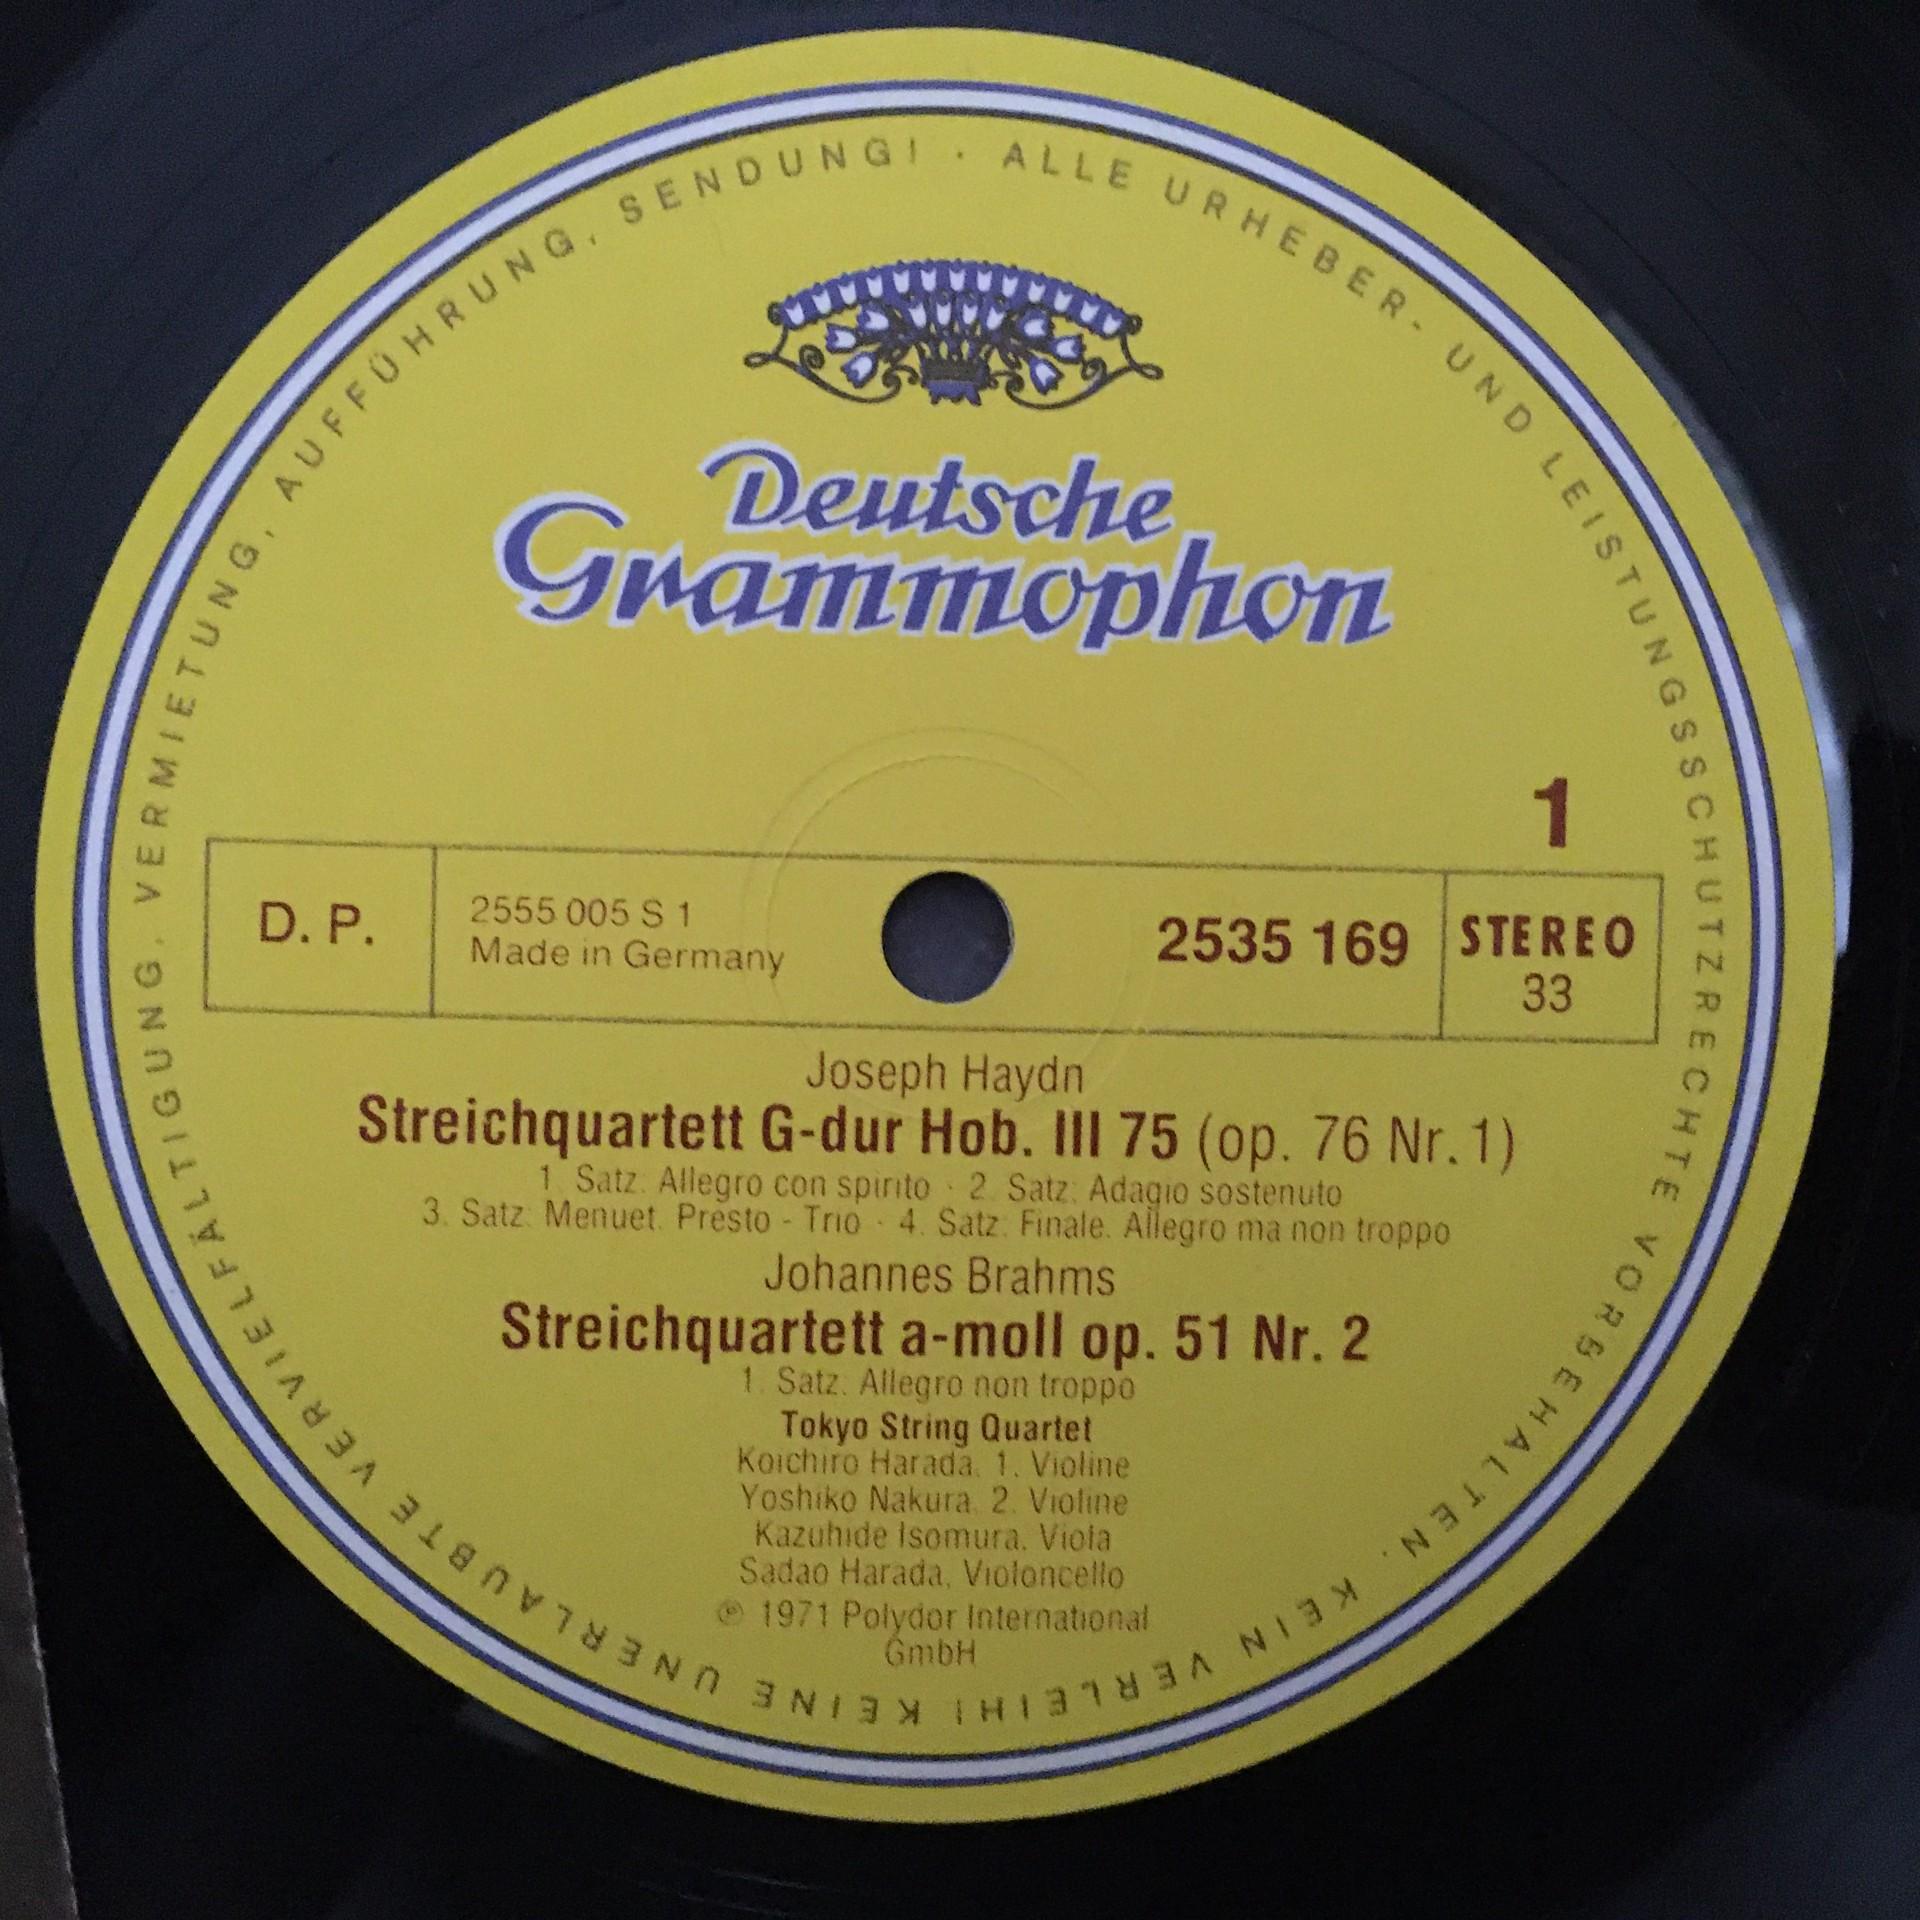 ALLE URHEBER- UND LEISTUNGSSCHUTZRECHTE VORBEHALTEN. KEIN VERLEIH! KEINE UNERLAUBTE VERVIELFÄLTIGUNG, VERMIETUNG, AUFFÜHRUNG, SENDUNG! ·
Deutsche
Grammophon
1
D. P.
2555 005 S 1
Made in Germany
2535 169
STEREO
33
Joseph Haydn
Streichquartett G-dur Hob. III 75 (op. 76 Nr. 1)
1. Satz: Allegro con spirito · 2. Satz: Adagio sostenuto
3. Satz: Menuet. Presto - Trio · 4. Satz: Finale. Allegro ma non troppo
Johannes Brahms
Streichquartett a-moll op. 51 Nr. 2
1. Satz: Allegro non troppo
Tokyo String Quartet
Koichiro Harada, 1. Violine
Yoshiko Nakura, 2. Violine
Kazuhide Isomura, Viola
Sadao Harada, Violoncello
℗ 1971 Polydor International
GmbH